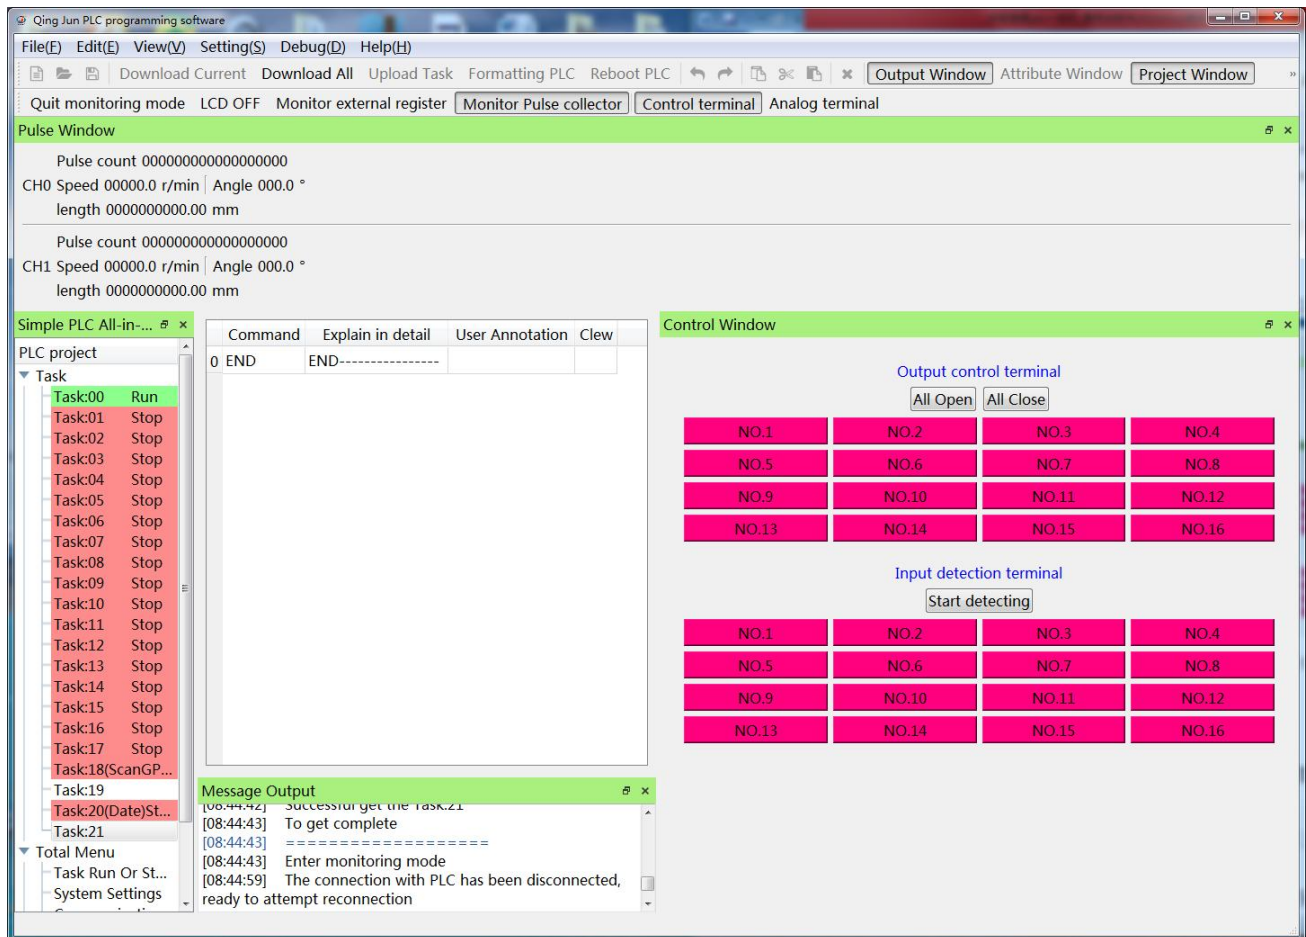 Qing Jun PLC programming software
File(F) Edit(E) View(V) Setting(S) Debug(D) Help(H)
Download Current Download All Upload Task Formatting PLC Reboot PLC Output Window Attribute Window Project Window »
Quit monitoring mode LCD OFF Monitor external register Monitor Pulse collector Control terminal Analog terminal
Pulse Window
Pulse count 000000000000000000
CH0 Speed 00000.0 r/min Angle 000.0 °
length 0000000000.00 mm
Pulse count 000000000000000000
CH1 Speed 00000.0 r/min Angle 000.0 °
length 0000000000.00 mm
Simple PLC All-in-...
PLC project
Task
Task:00 Run
Task:01 Stop
Task:02 Stop
Task:03 Stop
Task:04 Stop
Task:05 Stop
Task:06 Stop
Task:07 Stop
Task:08 Stop
Task:09 Stop
Task:10 Stop
Task:11 Stop
Task:12 Stop
Task:13 Stop
Task:14 Stop
Task:15 Stop
Task:16 Stop
Task:17 Stop
Task:18(ScanGP...
Task:19
Task:20(Date)St...
Task:21
Total Menu
Task Run Or St...
System Settings
Command Explain in detail User Annotation Clew
0 END END----------------
Message Output
[08:44:42] Successful get the Task:21
[08:44:43] To get complete
[08:44:43] ===================
[08:44:43] Enter monitoring mode
[08:44:59] The connection with PLC has been disconnected,
ready to attempt reconnection
Control Window
Output control terminal
All Open All Close
NO.1 NO.2 NO.3 NO.4
NO.5 NO.6 NO.7 NO.8
NO.9 NO.10 NO.11 NO.12
NO.13 NO.14 NO.15 NO.16
Input detection terminal
Start detecting
NO.1 NO.2 NO.3 NO.4
NO.5 NO.6 NO.7 NO.8
NO.9 NO.10 NO.11 NO.12
NO.13 NO.14 NO.15 NO.16